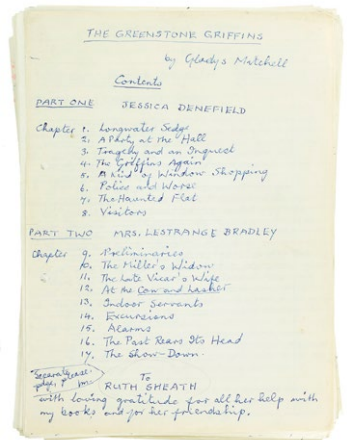 THE GREENSTONE GRIFFINS
by Gladys Mitchell
Contents
PART ONE JESSICA DENEFIELD
Chapter 1. Longwater Sedge
2. A Party at the Hall
3. Tragedy and an Inquest
4. The Griffins Again
5. A Kind of Window Shopping
6. Police and Worse
7. The Haunted Flat
8. Visitors
PART TWO MRS. LESTRANGE BRADLEY
Chapter 9. Preliminaries
10. The Miller's Widow
11. The Late Vicar's Wife
12. At the Cow and Lasher
13. Indoor Servants
14. Excursions
15. Alarms
16. The Past Rears Its Head
17. The Show-Down.
Separate
page, please
To
RUTH SHEATH
with loving gratitude for all her help with
my books and for her friendship.